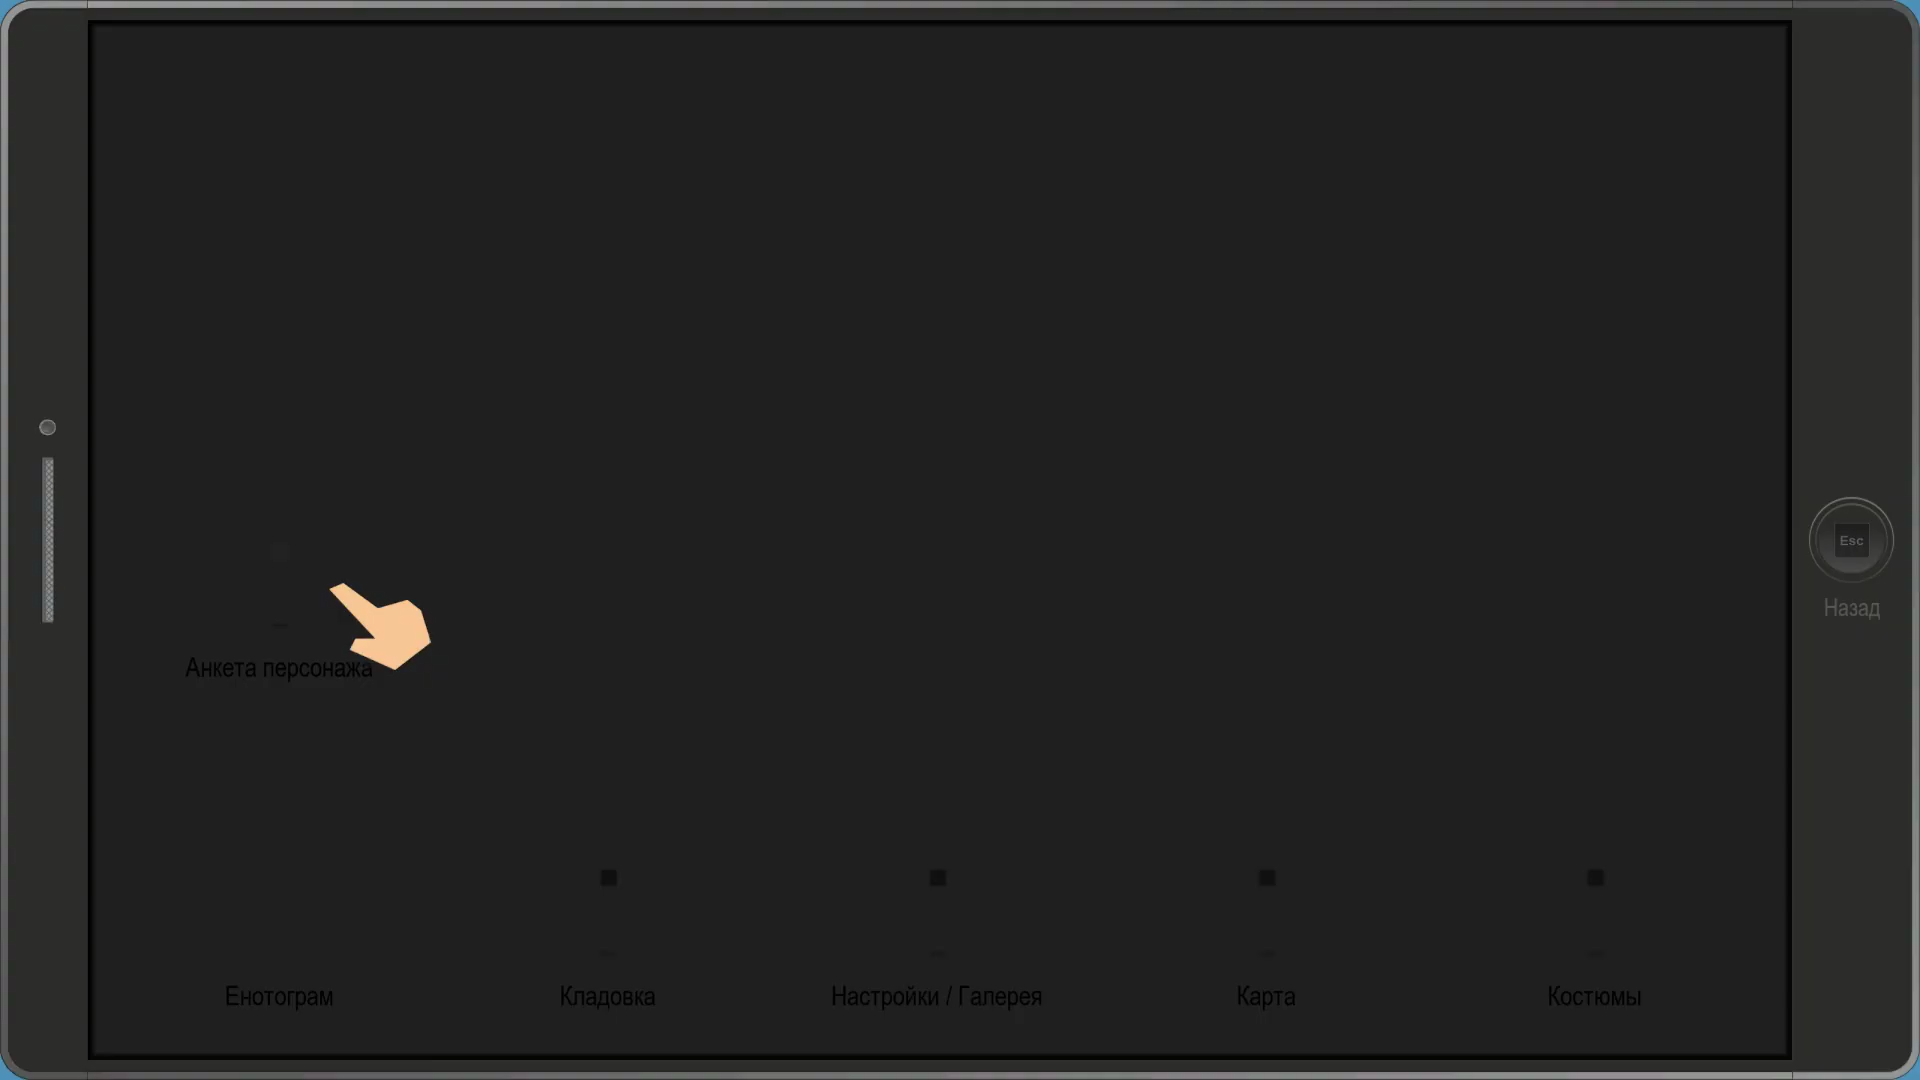 Esc
Назад
Анкета персонажа
Енотограм
Кладовка
Настройки / Галерея
Карта
Костюмы